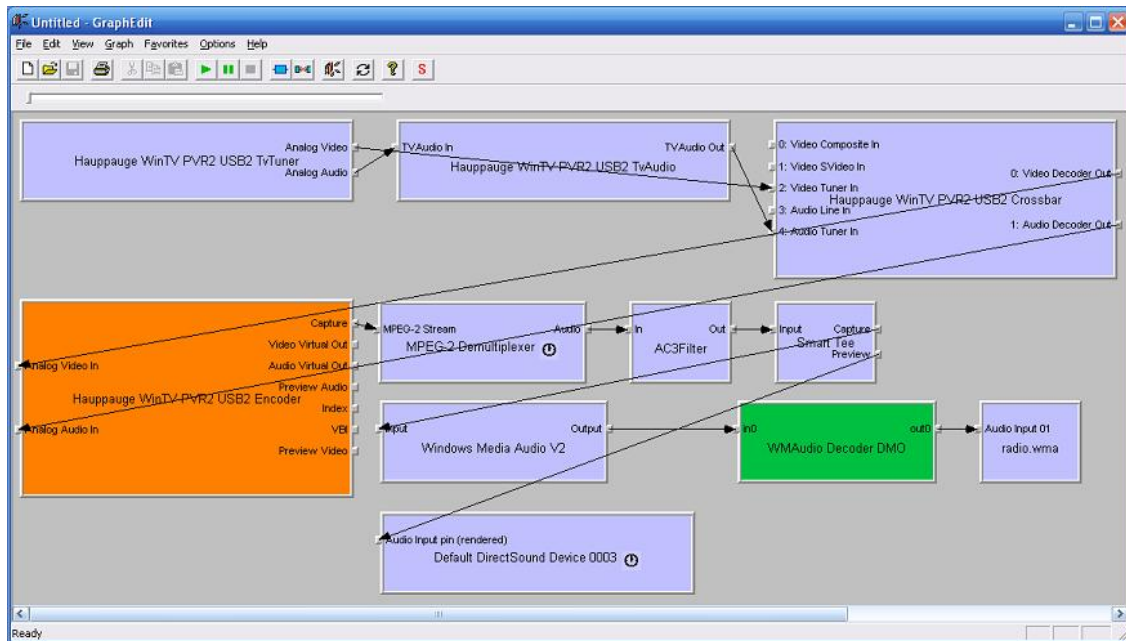 Untitled - GraphEdit
File Edit View Graph Favorites Options Help
S
Analog Video
Hauppauge WinTV PVR2 USB2 TvTuner
Analog Audio
TVAudio In
TVAudio Out
Hauppauge WinTV PVR2 USB2 TvAudio
0: Video Composite In
1: Video SVideo In
2: Video Tuner In
3: Audio Line In
4: Audio Tuner In
Hauppauge WinTV PVR2 USB2 Crossbar
0: Video Decoder Out
1: Audio Decoder Out
Capture
Video Virtual Out
Analog Video In
Audio Virtual Out
Preview Audio
Hauppauge WinTV PVR2 USB2 Encoder
Index
Analog Audio In
VBI
Preview Video
MPEG-2 Stream
Audio
MPEG-2 Demultiplexer
In
Out
AC3Filter
Input
Capture
Smart Tee
Preview
Input
Output
Windows Media Audio V2
in0
out0
WMAudio Decoder DMO
Audio Input 01
radio.wma
Audio Input pin (rendered)
Default DirectSound Device 0003
Ready